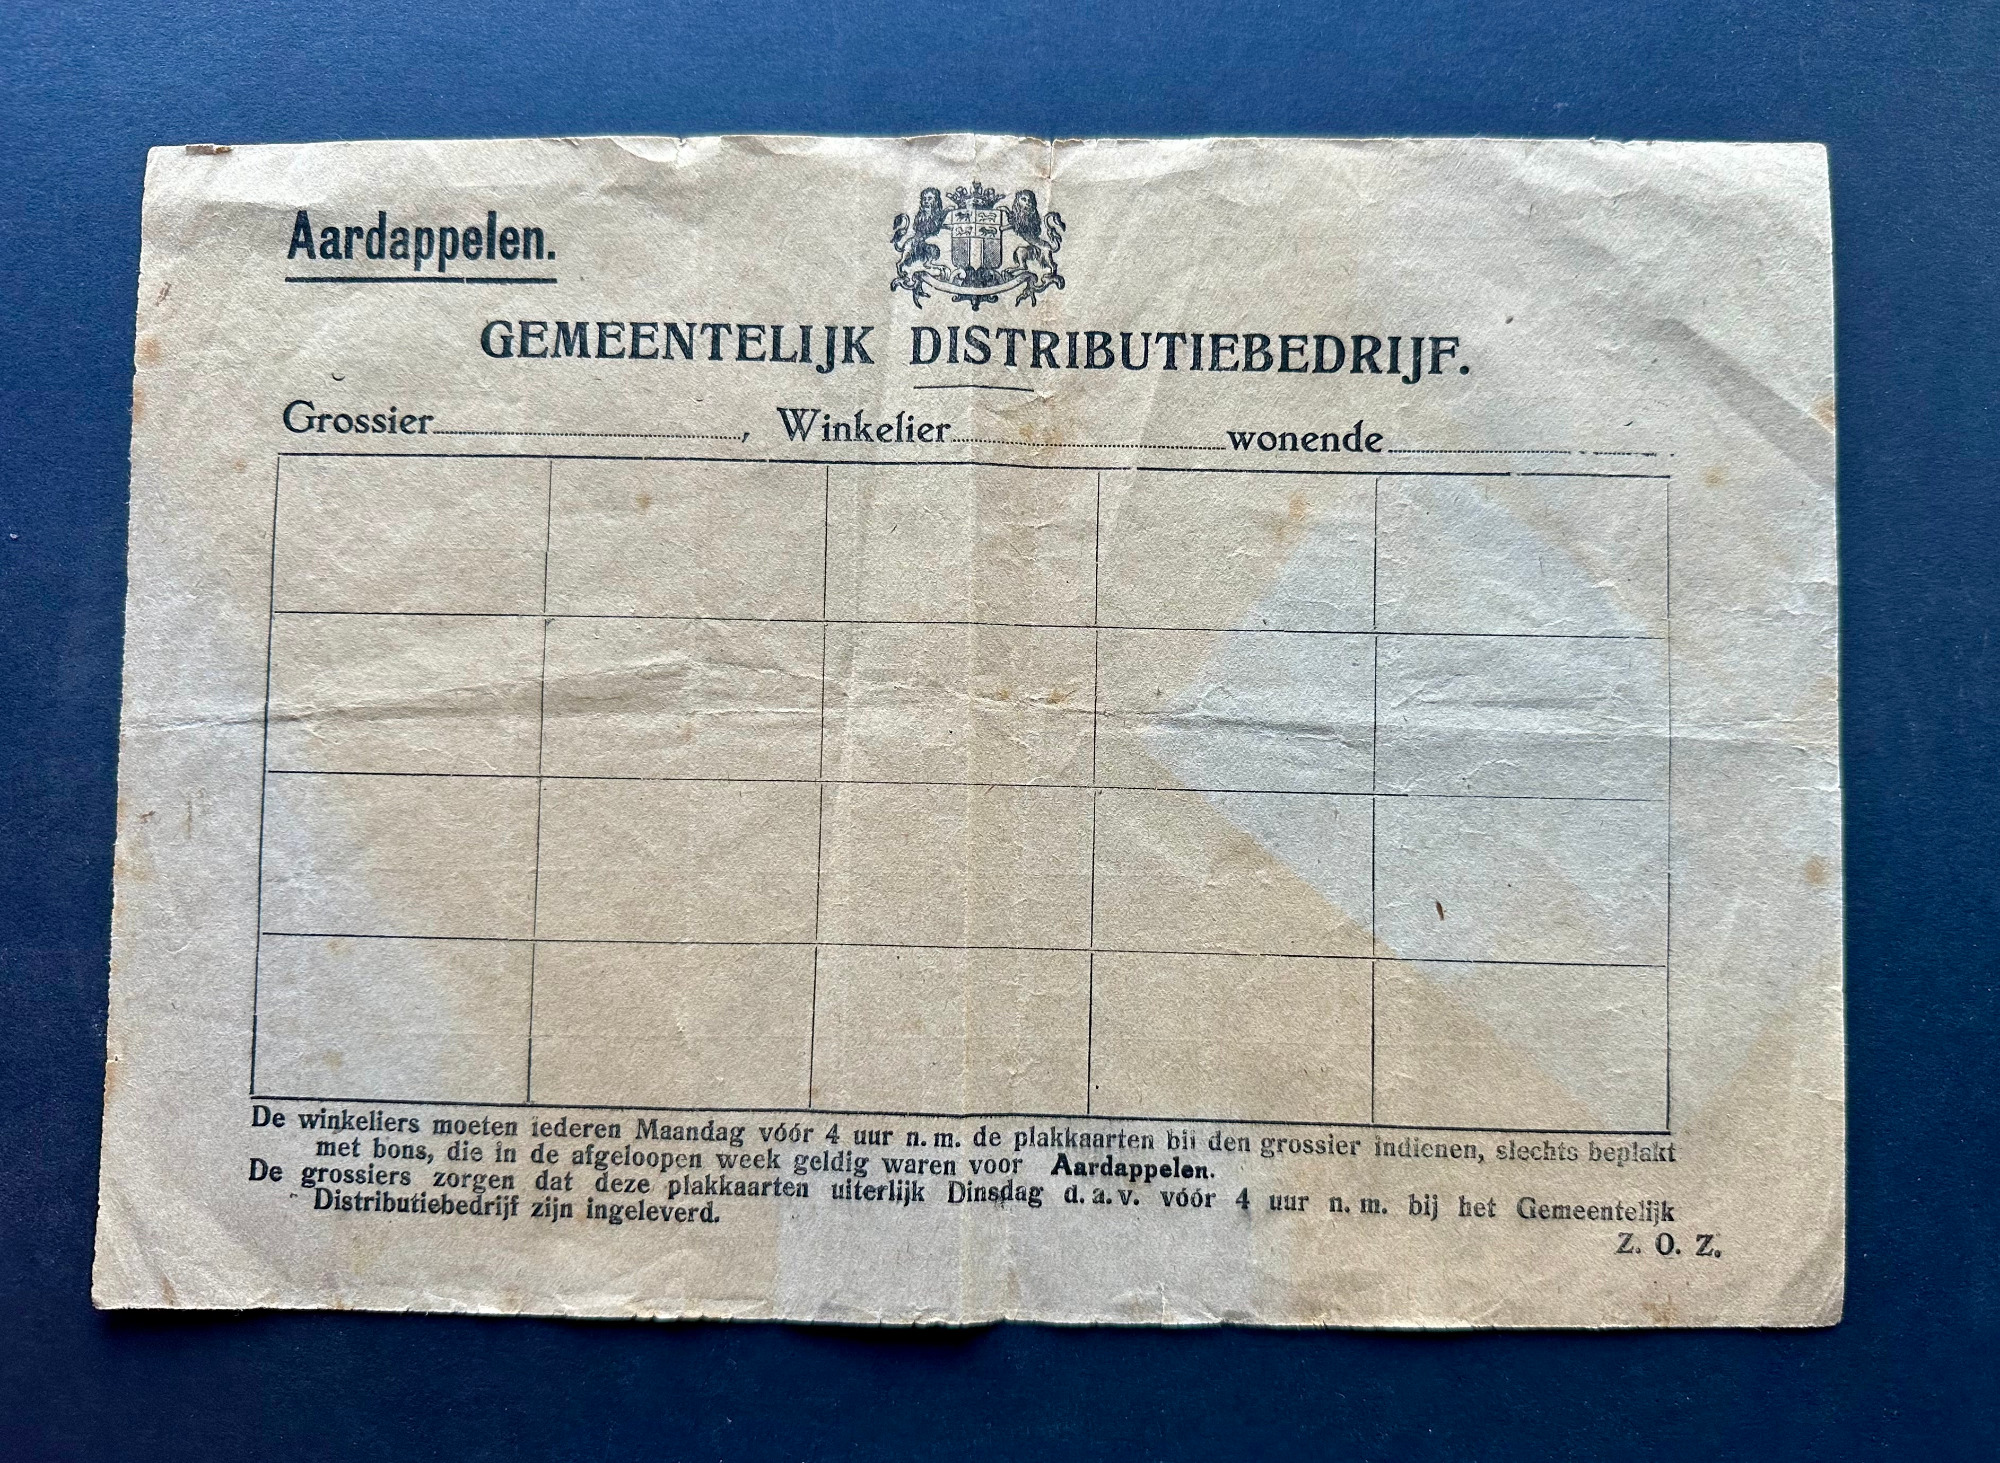 Aardappelen.
GEMEENTELIJK DISTRIBUTIEBEDRIJF.
Grossier, Winkelier wonende
De winkeliers moeten iederen Maandag vóór 4 uur n. m. de plakkaarten bij den grossier indienen, slechts beplakt
met bons, die in de afgeloopen week geldig waren voor Aardappelen.
De grossiers zorgen dat deze plakkaarten uiterlijk Dinsdag d. a. v. vóór 4 uur n. m. bij het Gemeentelijk
Distributiebedrijf zijn ingeleverd.
Z. O. Z.